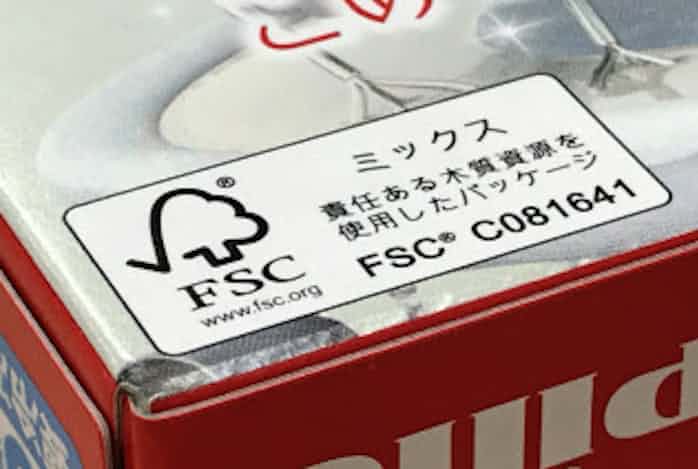 ®
FSC
www.fsc.org
ミックス
責任ある木質資源を
使用したパッケージ
FSC® C081641